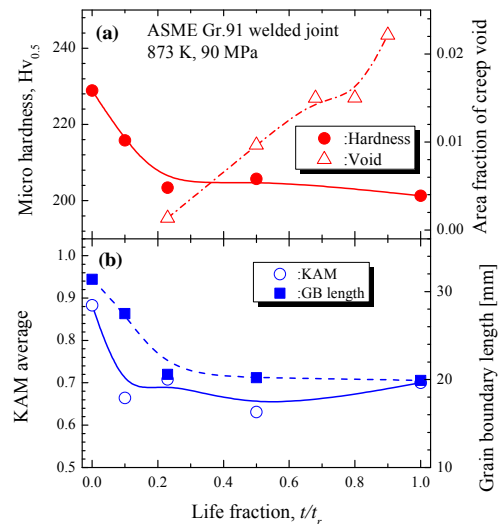 (a)
ASME Gr.91 welded joint
873 K, 90 MPa
Micro hardness, Hv0.5
240
220
200
:Hardness
:Void
0.02
0.01
0.00
Area fraction of creep void
(b)
KAM average
1.0
0.9
0.8
0.7
0.6
0.5
:KAM
:GB length
30
20
10
Grain boundary length [mm]
0.0 0.2 0.4 0.6 0.8 1.0
Life fraction, t/tr